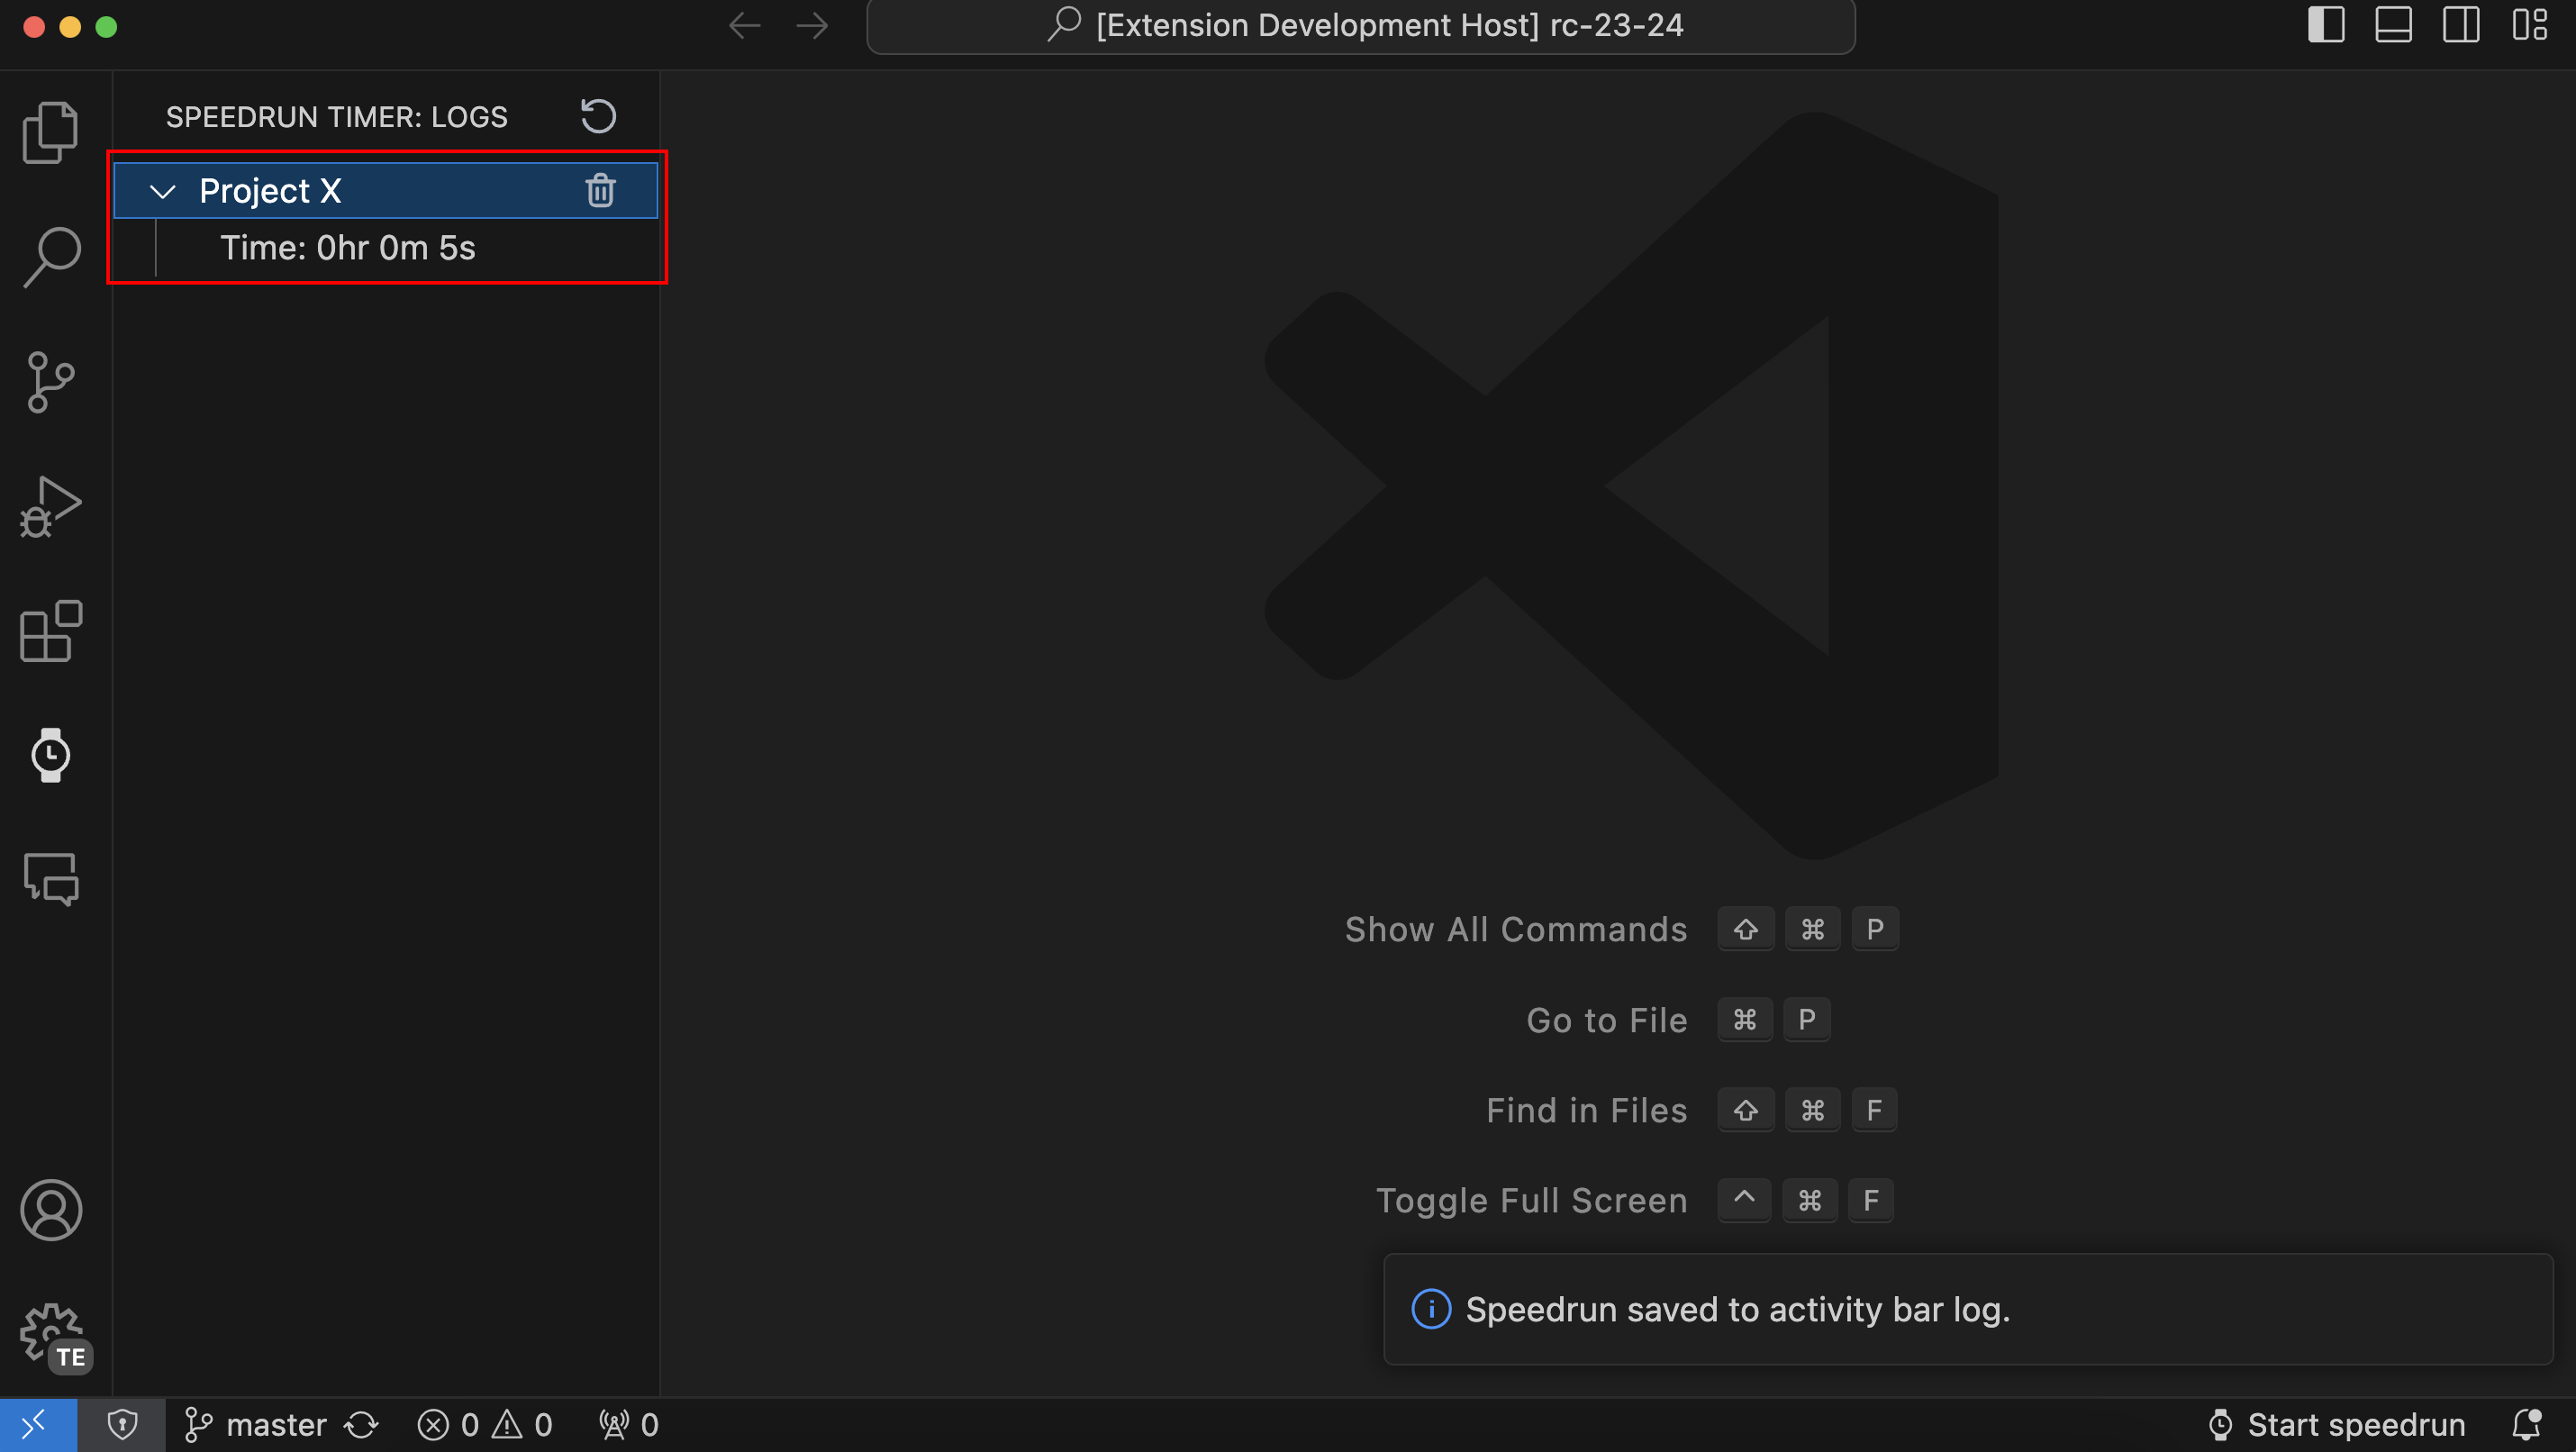 [Extension Development Host] rc-23-24
SPEEDRUN TIMER: LOGS
Project X
Time: 0hr 0m 5s
Show All Commands ⇧ ⌘ P
Go to File ⌘ P
Find in Files ⇧ ⌘ F
Toggle Full Screen ^ ⌘ F
Speedrun saved to activity bar log.
TE
master 0 0 0 Start speedrun